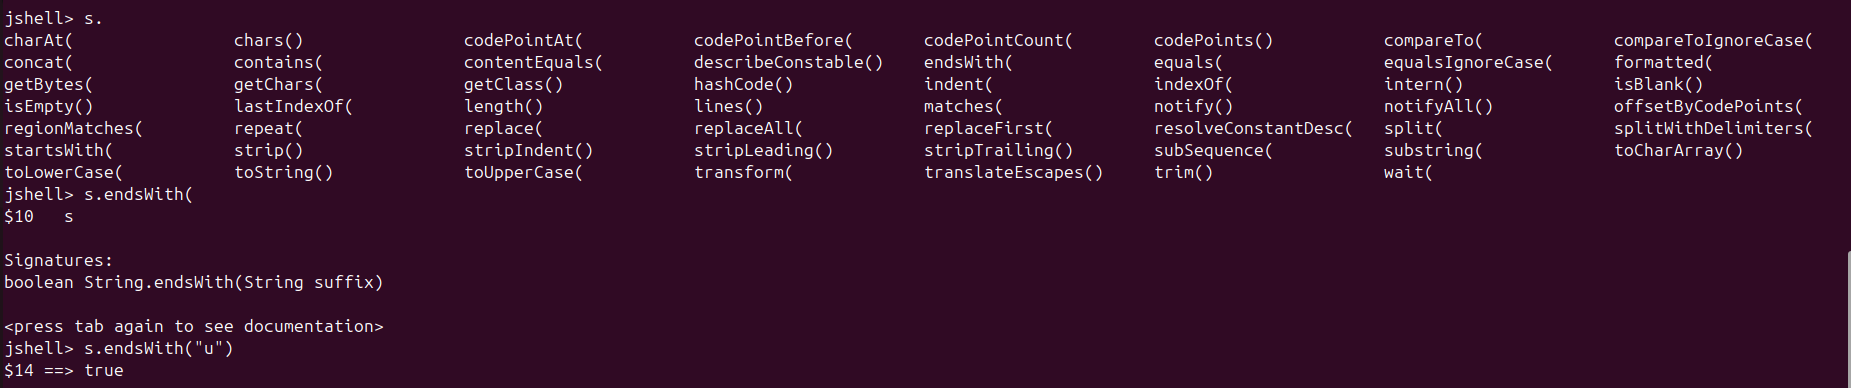 jshell> s.
charAt( chars() codePointAt( codePointBefore( codePointCount( codePoints() compareTo( compareToIgnoreCase(
concat( contains( contentEquals( describeConstable() endsWith( equals( equalsIgnoreCase( formatted(
getBytes( getChars( getClass() hashCode() indent( indexOf( intern() isBlank()
isEmpty() lastIndexOf( length() lines() matches( notify() notifyAll() offsetByCodePoints(
regionMatches( repeat( replace( replaceAll( replaceFirst( resolveConstantDesc( split( splitWithDelimiters(
startsWith( strip() stripIndent() stripLeading() stripTrailing() subSequence( substring( toCharArray()
toLowerCase( toString() toUpperCase( transform( translateEscapes() trim() wait(
jshell> s.endsWith(
$10 s
Signatures:
boolean String.endsWith(String suffix)
<press tab again to see documentation>
jshell> s.endsWith("u")
$14 ==> true